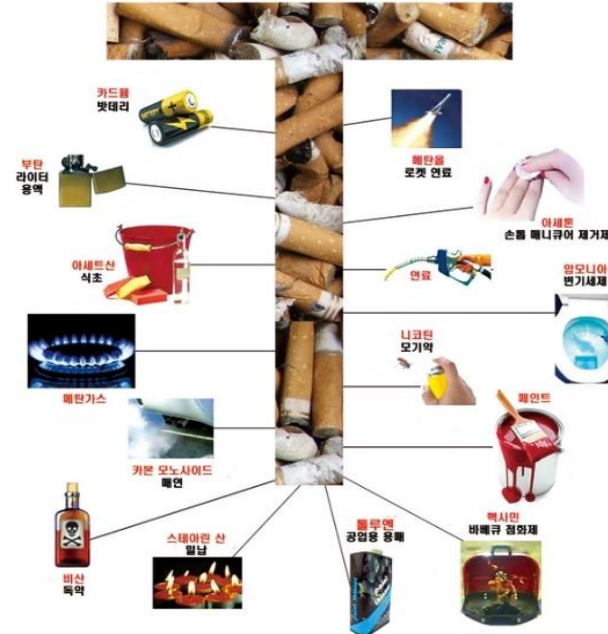 카드뮴
밧테리
메탄올
로켓 연료
부탄
라이터
용액
아세톤
손톱 매니큐어 제거제
아세트산
식초
연료
암모니아
변기세제
니코틴
모기약
메탄가스
페인트
카본 모노사이드
매연
비산
독약
스테아린 산
밀납
톨루엔
공업용 용매
헥사민
바베큐 점화제